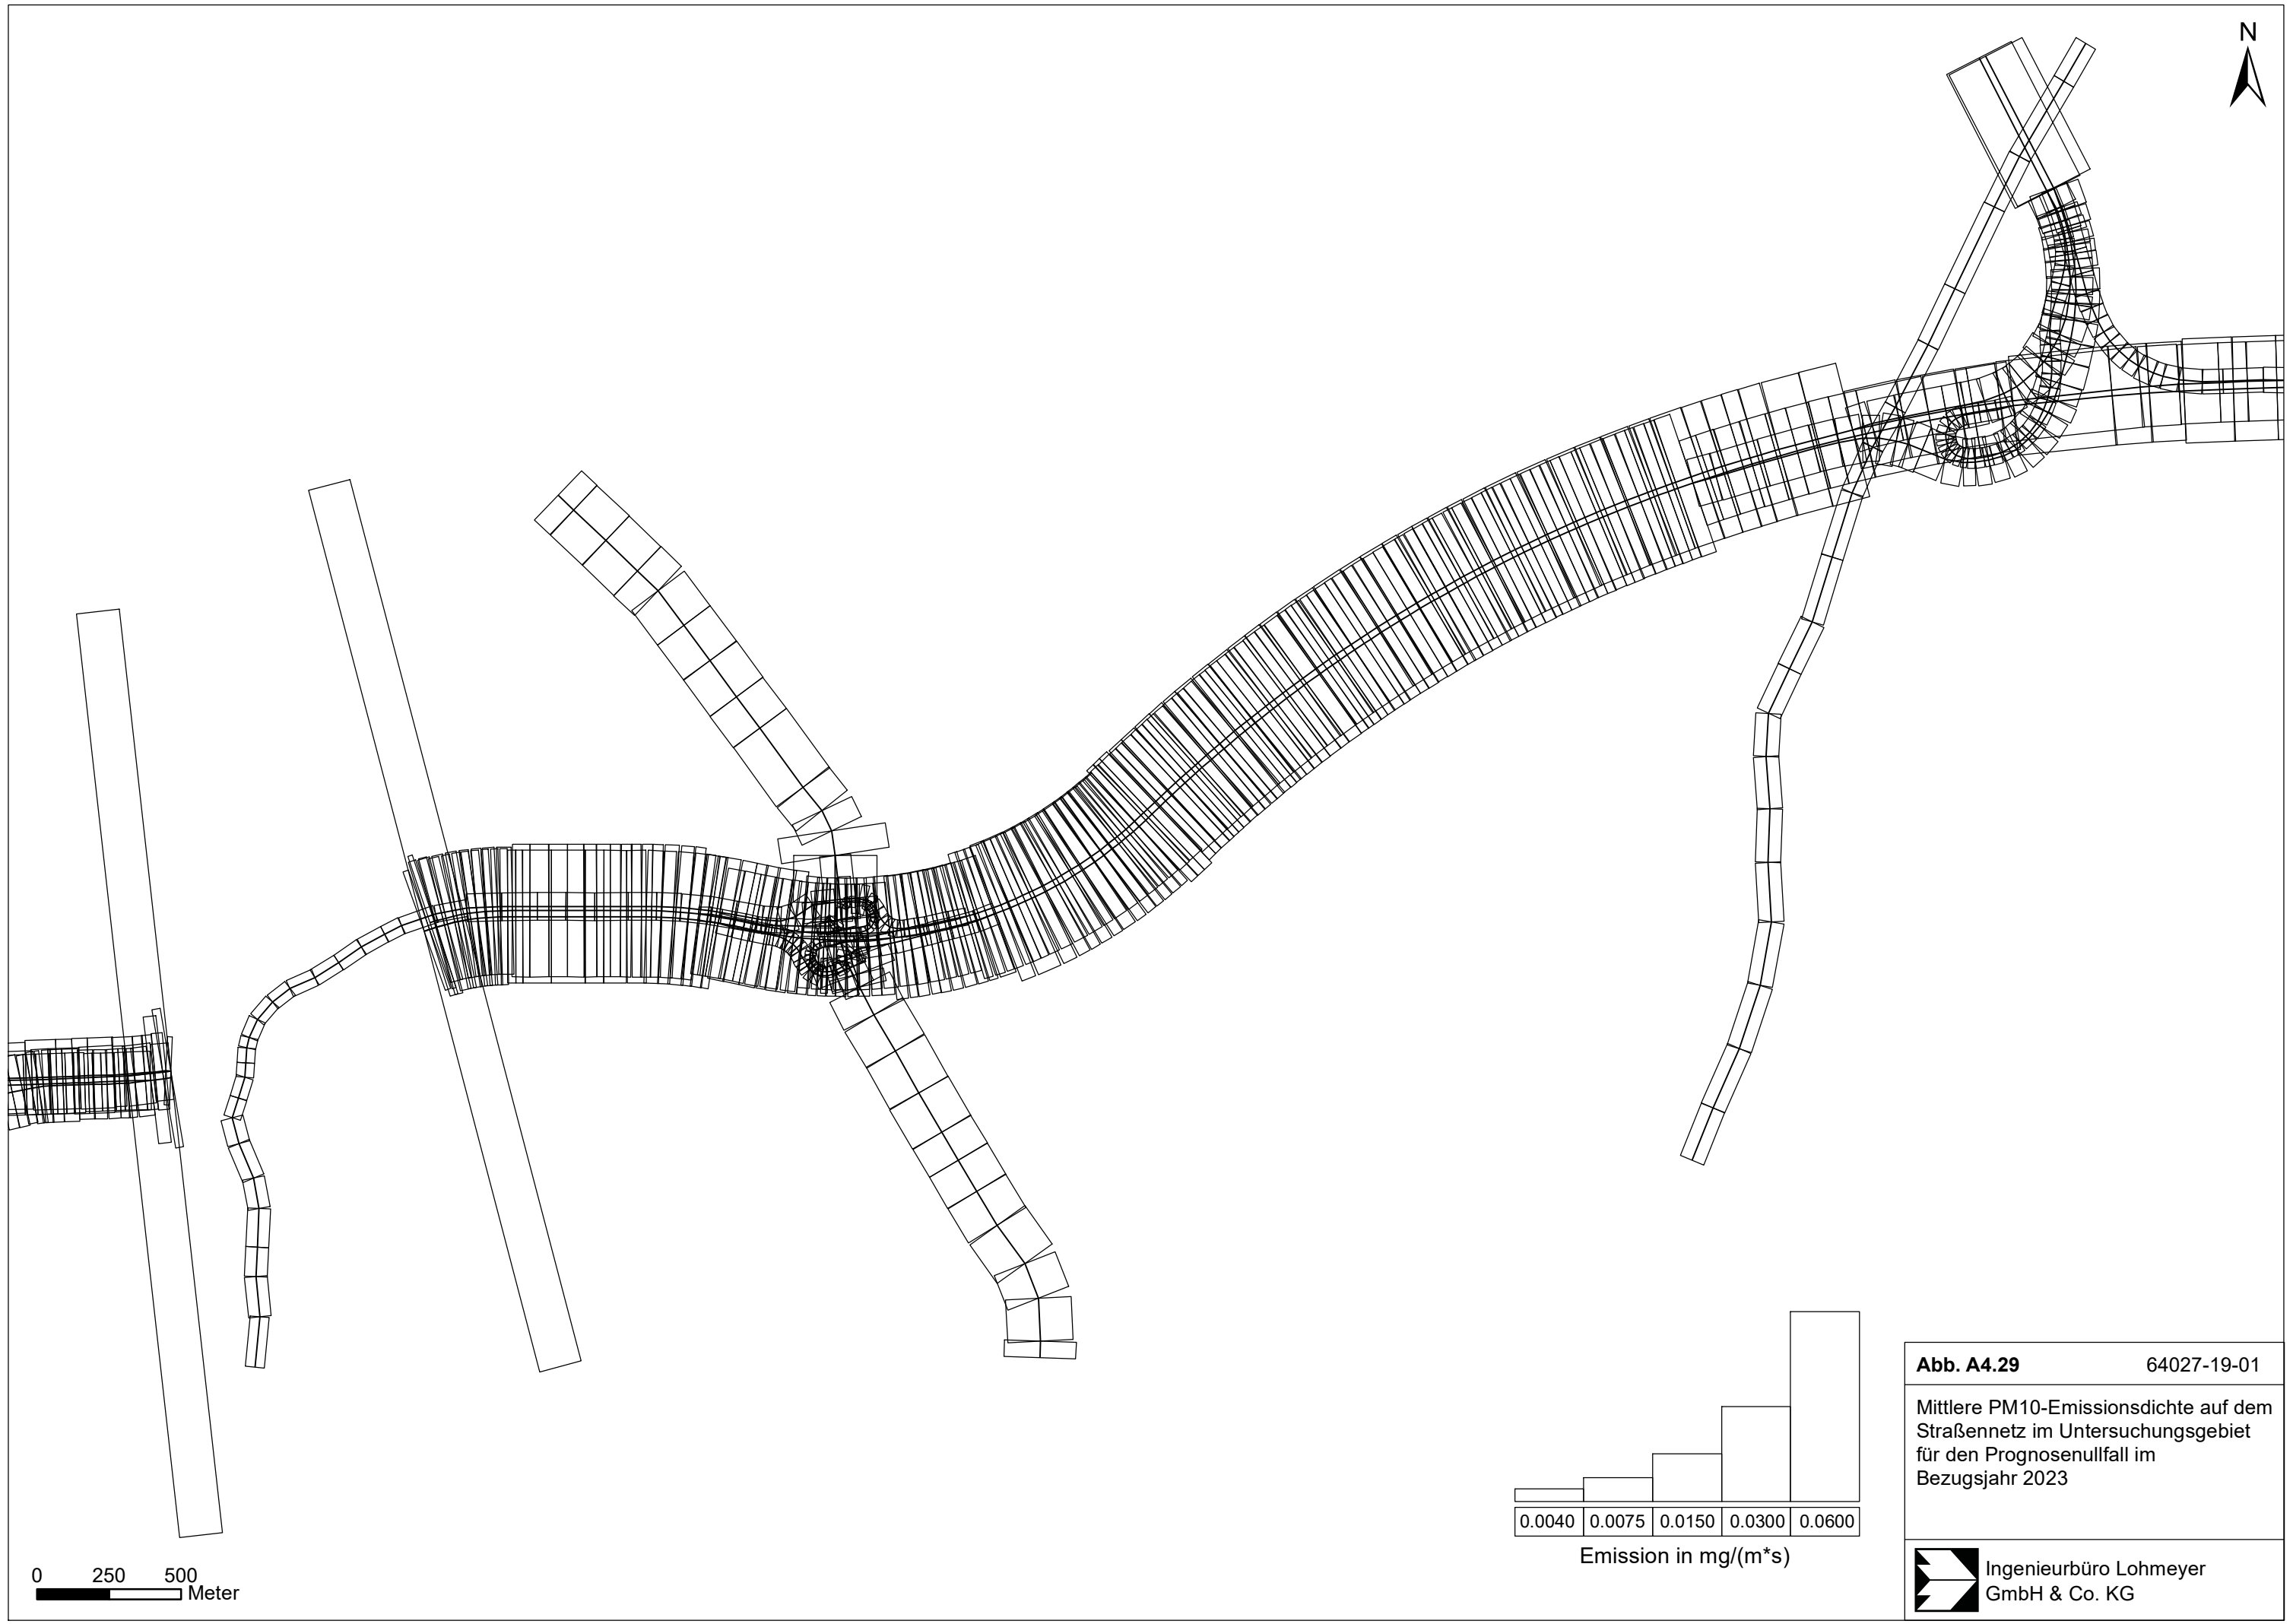 N
Abb. A4.29 64027-19-01
Mittlere PM10-Emissionsdichte auf dem
Straßennetz im Untersuchungsgebiet
für den Prognosenullfall im
Bezugsjahr 2023
0.0040 0.0075 0.0150 0.0300 0.0600
Emission in mg/(m*s)
0 250 500
Meter
Ingenieurbüro Lohmeyer
GmbH & Co. KG